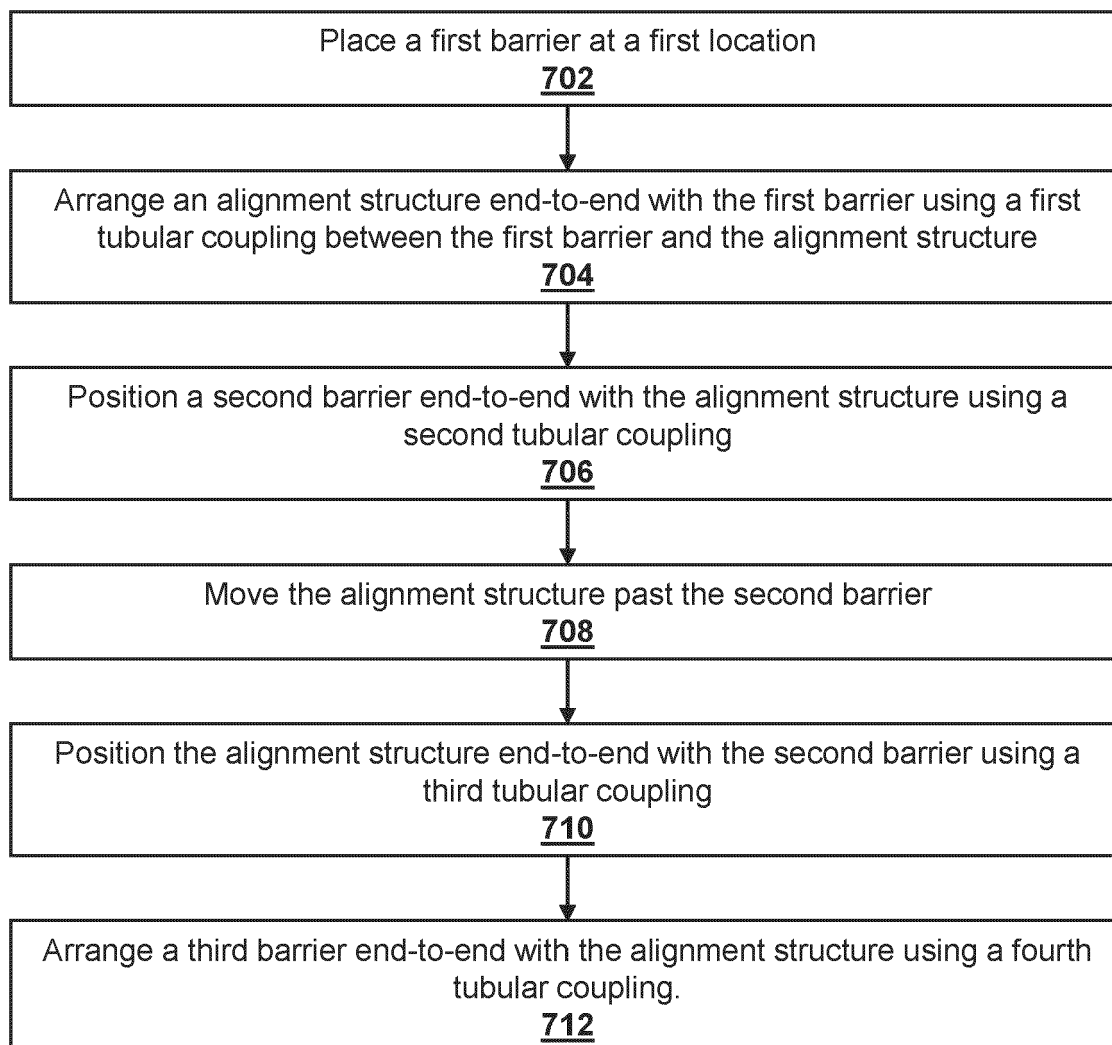 Place a first barrier at a first location
702
Arrange an alignment structure end-to-end with the first barrier using a first
tubular coupling between the first barrier and the alignment structure
704
Position a second barrier end-to-end with the alignment structure using a
second tubular coupling
706
Move the alignment structure past the second barrier
708
Position the alignment structure end-to-end with the second barrier using a
third tubular coupling
710
Arrange a third barrier end-to-end with the alignment structure using a fourth
tubular coupling.
712